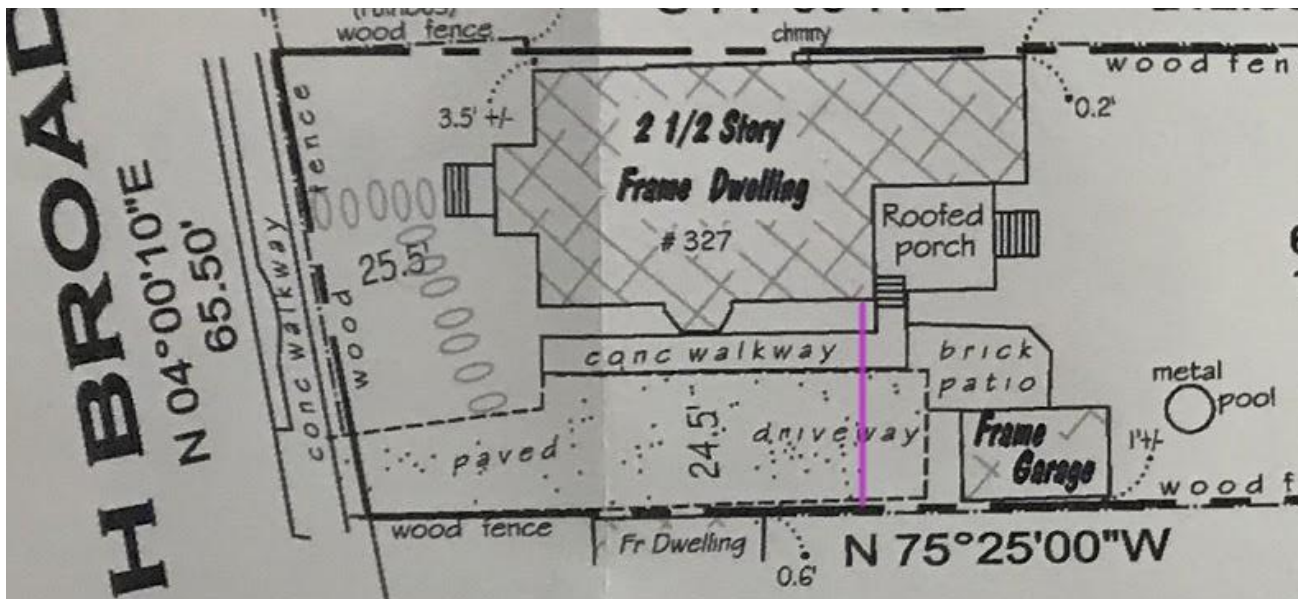 wood fence
chmny
wood fen
3.5' +/-
0.2'
2 1/2 Story
Frame Dwelling
# 327
Roofed
porch
fence
wood
25.5'
conc walkway
H BROAD
N 04°00'10"E
65.50'
conc walkway
brick
patio
metal
pool
paved
24.5'
driveway
Frame
Garage
1'+/-
wood f
wood fence
Fr Dwelling
0.6'
N 75°25'00"W